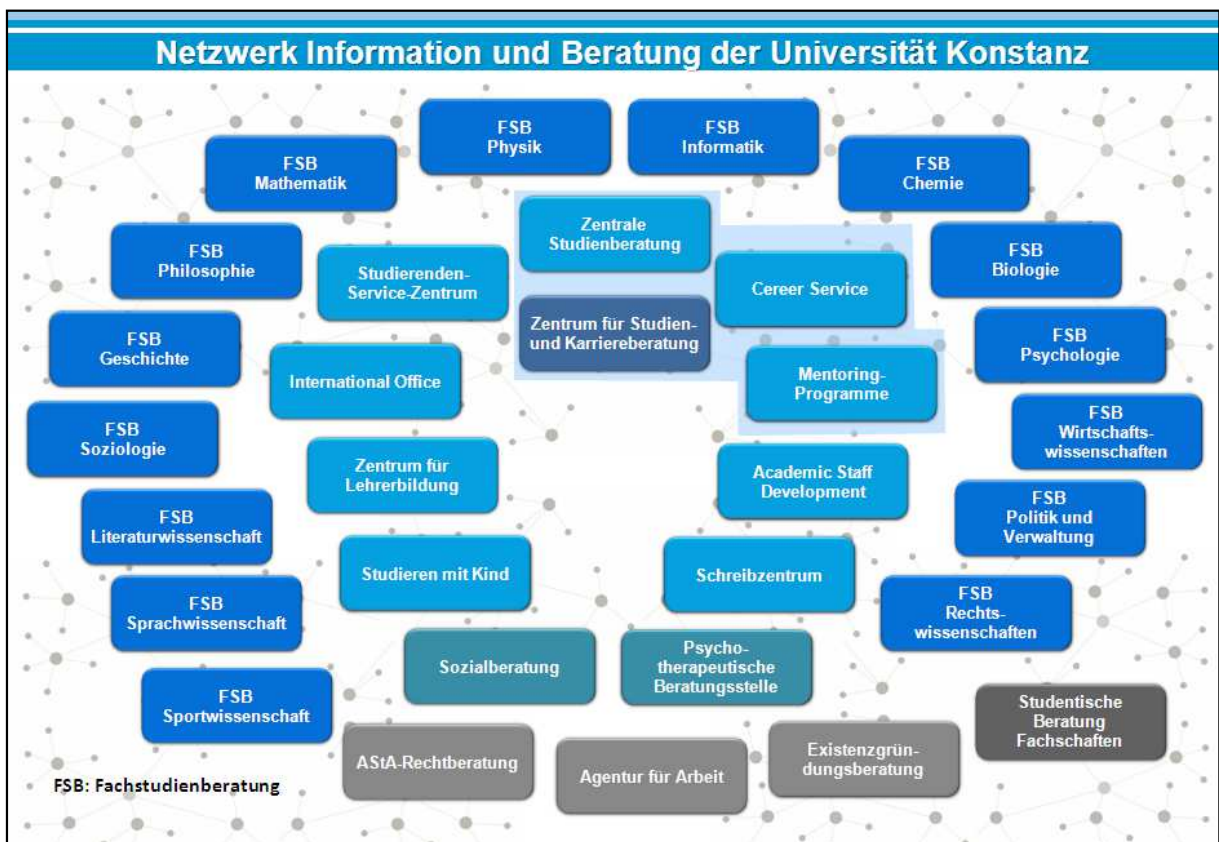 Netzwerk Information und Beratung der Universität Konstanz
FSB
Physik
FSB
Informatik
FSB
Mathematik
FSB
Chemie
Zentrale
Studienberatung
FSB
Philosophie
Studierenden-
Service-Zentrum
Cereer Service
FSB
Biologie
FSB
Geschichte
Zentrum für Studien-
und Karriereberatung
FSB
Psychologie
International Office
Mentoring-
Programme
FSB
Soziologie
FSB
Wirtschafts-
wissenschaften
Zentrum für
Lehrerbildung
Academic Staff
Development
FSB
Literaturwissenschaft
FSB
Politik und
Verwaltung
Studieren mit Kind
Schreibzentrum
FSB
Sprachwissenschaft
FSB
Rechts-
wissenschaften
Sozialberatung
Psycho-
therapeutische
Beratungsstelle
FSB
Sportwissenschaft
Studentische
Beratung
Fachschaften
AStA-Rechtberatung
Agentur für Arbeit
Existenzgrün-
dungsberatung
FSB: Fachstudienberatung